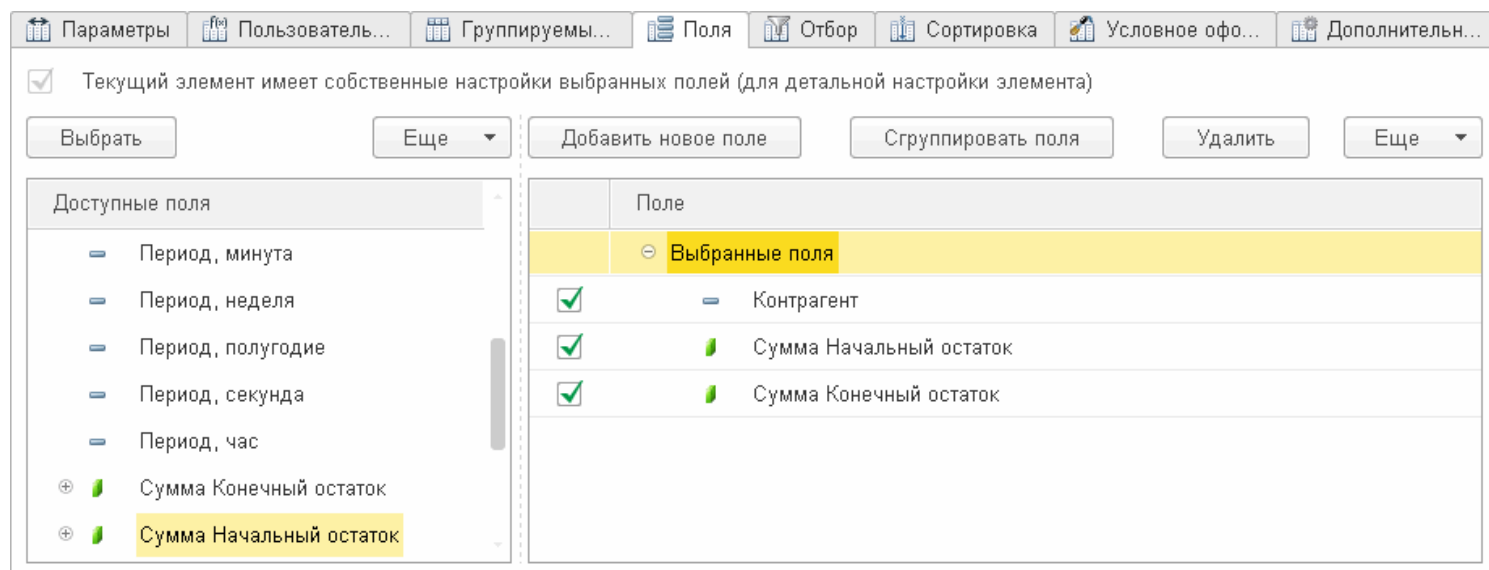 Параметры Пользователь... Группируемы... Поля Отбор Сортировка Условное офо... Дополнительн...
Текущий элемент имеет собственные настройки выбранных полей (для детальной настройки элемента)
Выбрать Еще Добавить новое поле Сгруппировать поля Удалить Еще
Доступные поля Поле
Период, минута Выбранные поля
Период, неделя Контрагент
Период, полугодие Сумма Начальный остаток
Период, секунда Сумма Конечный остаток
Период, час
Сумма Конечный остаток
Сумма Начальный остаток